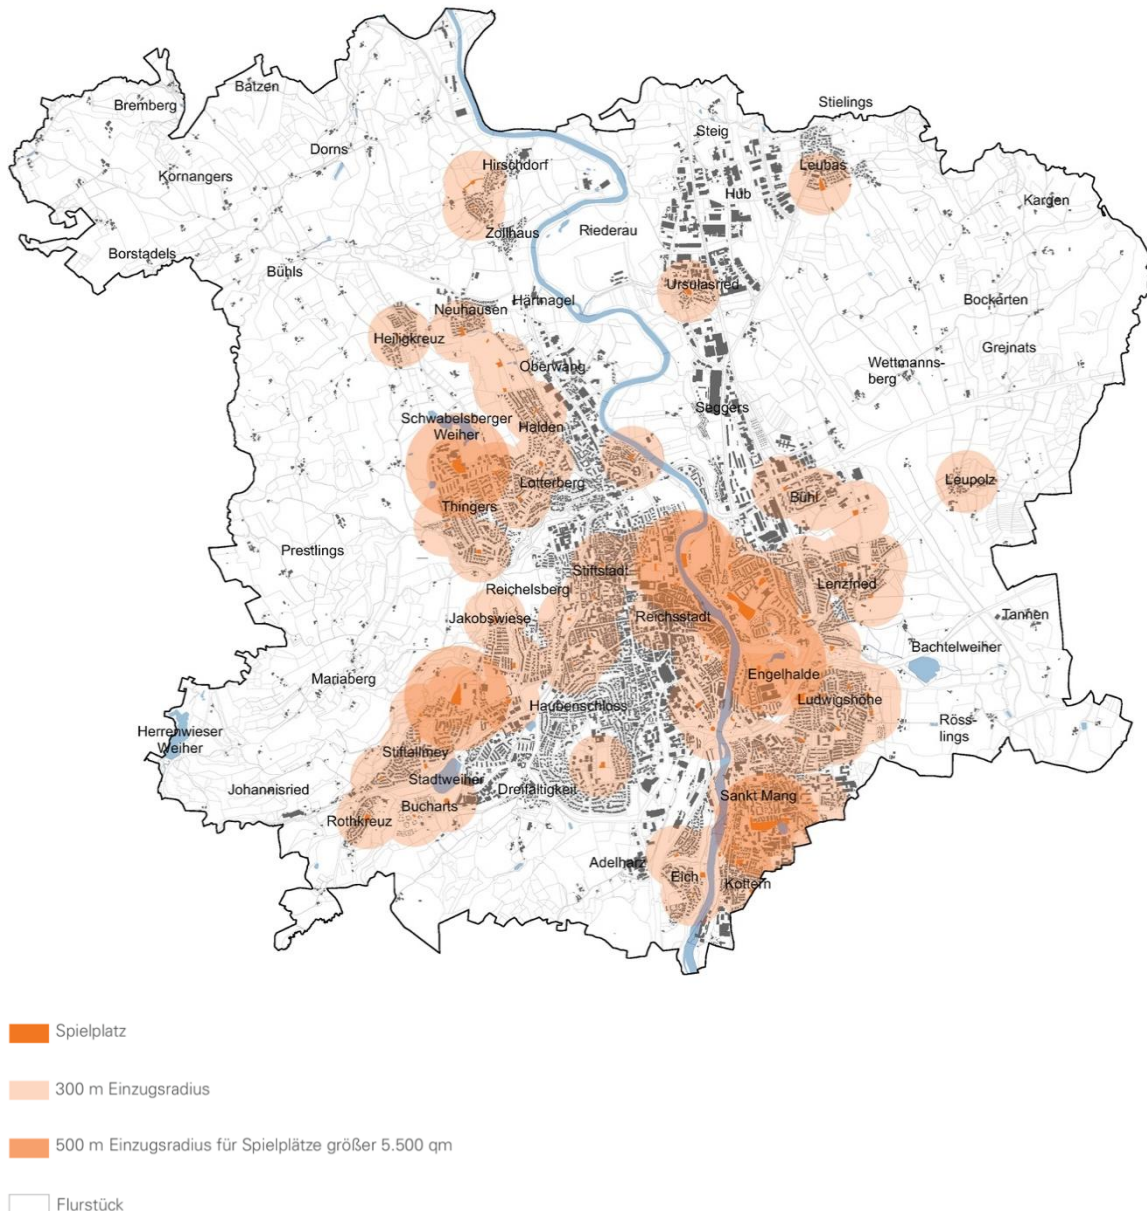 Batzen
Bremberg
Stielings
Steig
Dorns
Hirschdorf
Leubas
Kornangers
Hub
Kargen
Zollhaus
Riederau
Borstadels
Bühls
Ursulasried
Härtnagel
Bockarten
Neuhausen
Heiligkreuz
Greinats
Oberwang
Wettmanns-
berg
Seggers
Schwabelsberger
Weiher
Halden
Lotterberg
Leupolz
Bühl
Thingers
Prestlings
Stiftstadt
Lenzfried
Reichelsberg
Jakobswiese
Reichsstadt
Tannen
Bachtelweiher
Mariaberg
Engelhalde
Ludwigshöhe
Haubenschloss
Herrenwieser
Weiher
Röss-
lings
Stiftallmey
Stadtweiher
Johannisried
Dreifaltigkeit
Sankt Mang
Bucharts
Rothkreuz
Adelharz
Eich
Kottern
Spielplatz
300 m Einzugsradius
500 m Einzugsradius für Spielplätze größer 5.500 qm
Flurstück